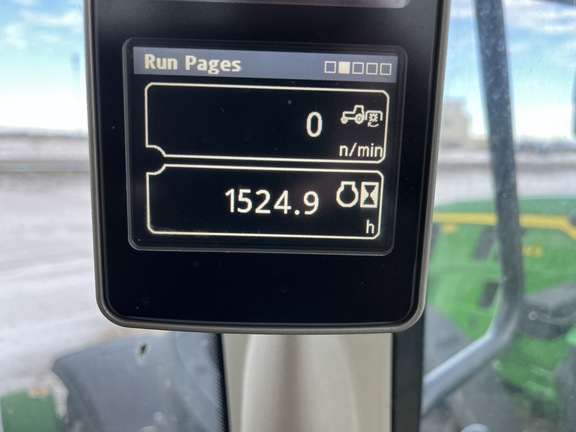 Run Pages
0
n/min
1524.9
h